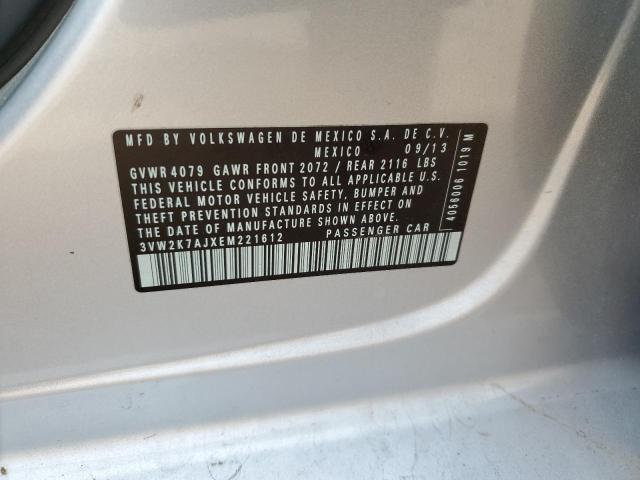 MFD BY VOLKSWAGEN DE MEXICO S.A. DE C.V.
MEXICO 09/13
GVWR 4079 GAWR FRONT 2072 / REAR 2116 LBS
THIS VEHICLE CONFORMS TO ALL APPLICABLE U.S.
FEDERAL MOTOR VEHICLE SAFETY, BUMPER AND
THEFT PREVENTION STANDARDS IN EFFECT ON
THE DATE OF MANUFACTURE SHOWN ABOVE.
3VW2K7AJXEM221612 PASSENGER CAR
4056006 1019 M